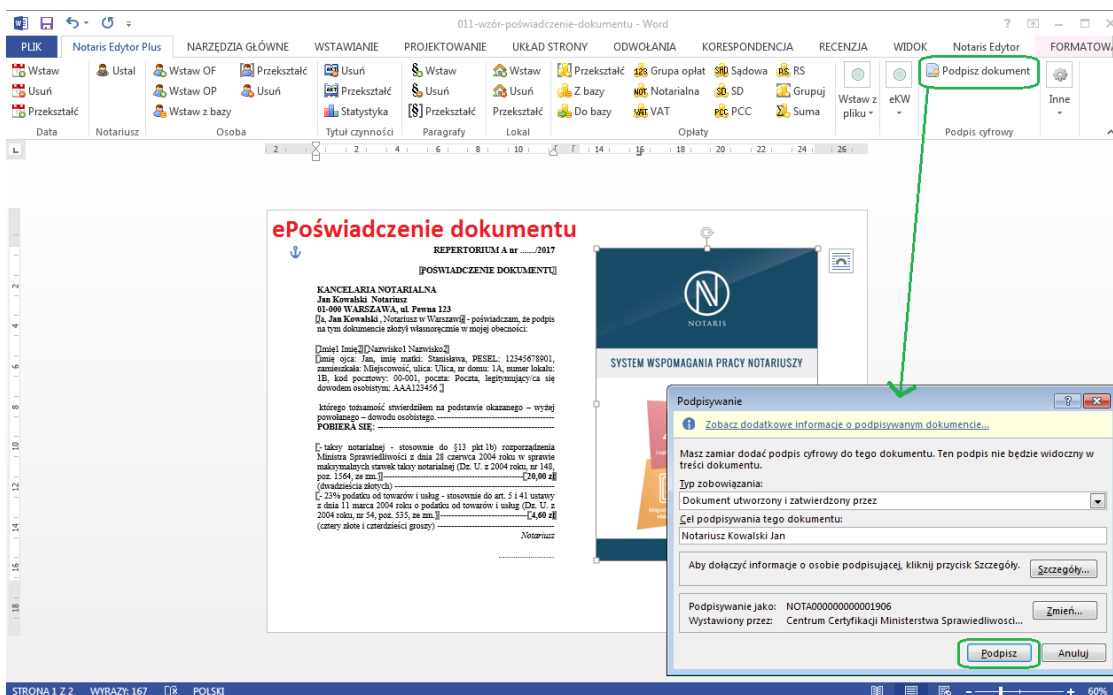 011-wzór-poświadczenie-dokumentu - Word
PLIK Notaris Edytor Plus NARZĘDZIA GŁÓWNE WSTAWIANIE PROJEKTOWANIE UKŁAD STRONY ODWOŁANIA KORESPONDENCJA RECENZJA WIDOK Notaris Edytor FORMATOWA
Wstaw Ustal Wstaw OF Przekształć Usuń Wstaw Wstaw Przekształć Grupa opłat Sądowa RS Podpisz dokument
Usuń Wstaw OP Usuń Przekształć Usuń Usuń Z bazy Notarialna SD Grupuj Wstaw z pliku eKW Inne
Przekształć Wstaw z bazy Statystyka Przekształć Przekształć Do bazy VAT PCC Suma
Data Notariusz Osoba Tytuł czynności Paragrafy Lokal Opłaty Podpis cyfrowy
ePoświadczenie dokumentu
REPERTORIUM A nr ....../2017
[POŚWIADCZENIE DOKUMENTU]
KANCELARIA NOTARIALNA
Jan Kowalski Notariusz
01-000 WARSZAWA, ul. Pewna 123
[Ja, Jan Kowalski , Notariusz w Warszawie] - poświadczam, że podpis
na tym dokumencie złożył własnoręcznie w mojej obecności:
[Imię1 Imię2][Nazwisko1 Nazwisko2]
[imię ojca: Jan, imię matki: Stanisława, PESEL: 12345678901,
zamieszkała: Miejscowość, ulica: Ulica, nr domu: 1A, numer lokalu:
1B, kod pocztowy: 00-001, poczta: Poczta, legitymujący/ca się
dowodem osobistym: AAA123456 ]
którego tożsamość stwierdziłem na podstawie okazanego – wyżej
powołanego – dowodu osobistego. ----------
POBIERA SIĘ: ----------
[- taksy notarialnej - stosownie do §13 pkt 1b) rozporządzenia
Ministra Sprawiedliwości z dnia 28 czerwca 2004 roku w sprawie
maksymalnych stawek taksy notarialnej (Dz. U. z 2004 roku, nr 148,
poz. 1564, ze zm.)]----------[20,00 zł]
(dwadzieścia złotych) ----------
[- 23% podatku od towarów i usług - stosownie do art. 5 i 41 ustawy
z dnia 11 marca 2004 roku o podatku od towarów i usług (Dz. U. z
2004 roku, nr 54, poz. 535, ze zm.)]----------[4,60 zł]
(cztery złote i czterdzieści groszy) ----------
Notariusz
........................
NOTARIS
SYSTEM WSPOMAGANIA PRACY NOTARIUSZY
Podpisywanie
Zobacz dodatkowe informacje o podpisywanym dokumencie...
Masz zamiar dodać podpis cyfrowy do tego dokumentu. Ten podpis nie będzie widoczny w
treści dokumentu.
Typ zobowiązania:
Dokument utworzony i zatwierdzony przez
Cel podpisywania tego dokumentu:
Notariusz Kowalski Jan
Aby dołączyć informacje o osobie podpisującej, kliknij przycisk Szczegóły. Szczegóły...
Podpisywanie jako: NOTA000000000001906
Wystawiony przez: Centrum Certyfikacji Ministerstwa Sprawiedliwosci... Zmień...
Podpisz Anuluj
STRONA 1 Z 2 WYRAZY: 167 POLSKI 60%